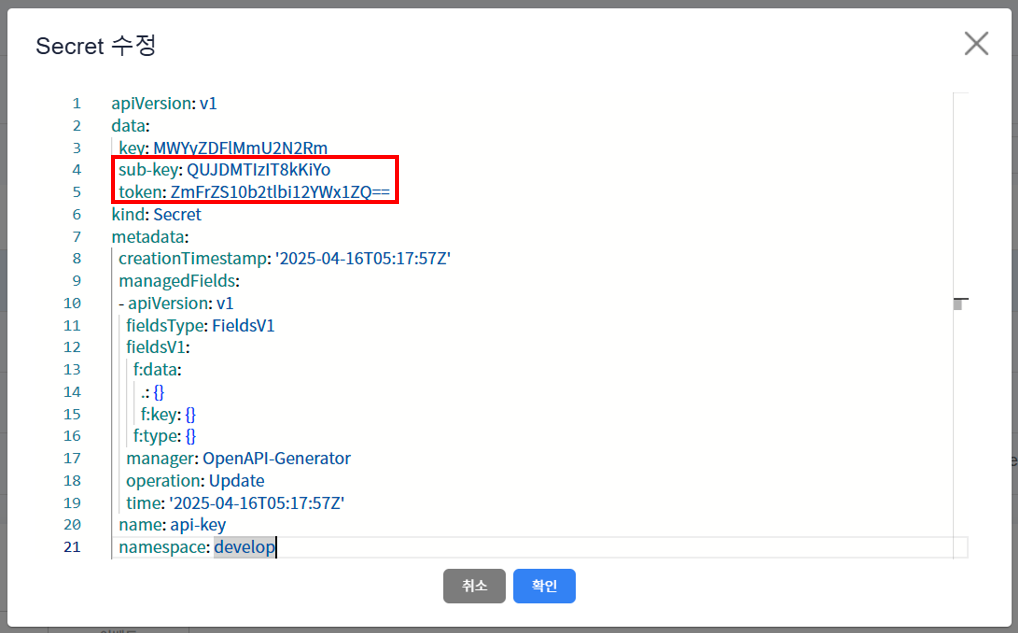 Secret 수정
1 apiVersion: v1
2 data:
3 key: MWYyZDFlMmU2N2Rm
4 sub-key: QUJDMTIzIT8kKiYo
5 token: ZmFrZS10b2tlbi12YWx1ZQ==
6 kind: Secret
7 metadata:
8 creationTimestamp: '2025-04-16T05:17:57Z'
9 managedFields:
10 - apiVersion: v1
11 fieldsType: FieldsV1
12 fieldsV1:
13 f:data:
14 .: {}
15 f:key: {}
16 f:type: {}
17 manager: OpenAPI-Generator
18 operation: Update
19 time: '2025-04-16T05:17:57Z'
20 name: api-key
21 namespace: develop
취소 확인